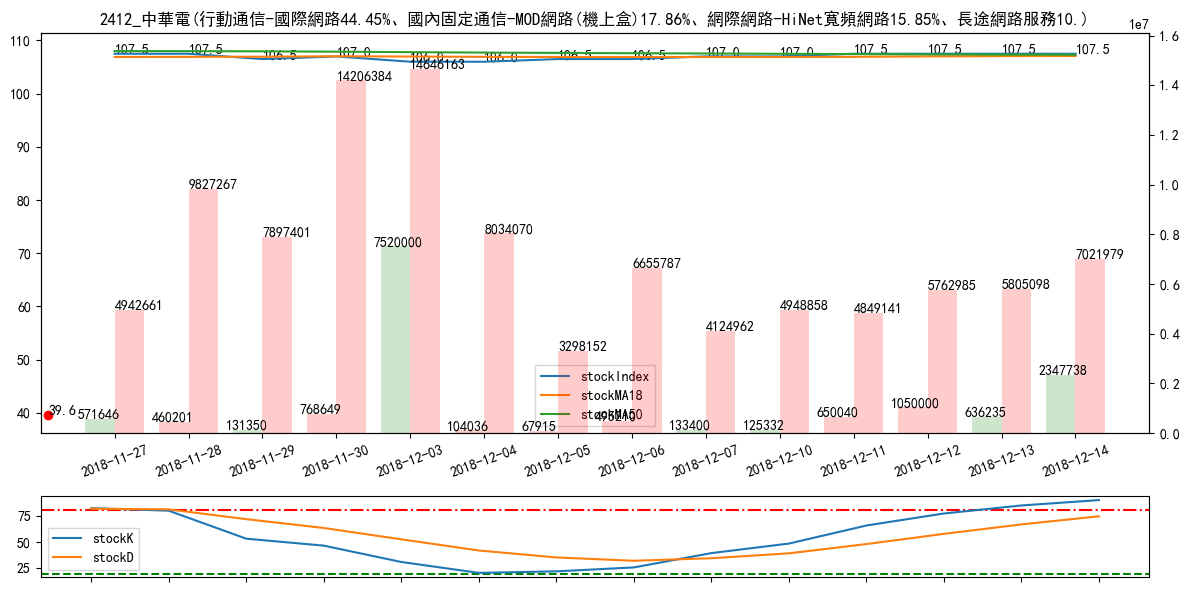 2412_中華電(行動通信-國際網路44.45%、國內固定通信-MOD網路(機上盒)17.86%、網際網路-HiNet寬頻網路15.85%、長途網路服務10.)
1e7
110
100
90
80
70
60
50
40
1.6
1.4
1.2
1.0
0.8
0.6
0.4
0.2
0.0
107.5 107.5 106.5 107.0 106.0 106.0 106.5 106.5 107.0 107.0 107.5 107.5 107.5 107.5
4942661 9827267 7897401 14206384 14646163 8034070 3298152 6655787 4124962 4948858 4849141 5762985 5805098 7021979
39.6
571646 460201 131350 768649 7520000 104036 67915 495210 133400 125332 650040 1050000 636235 2347738
stockIndex
stockMA18
stockMA50
2018-11-27 2018-11-28 2018-11-29 2018-11-30 2018-12-03 2018-12-04 2018-12-05 2018-12-06 2018-12-07 2018-12-10 2018-12-11 2018-12-12 2018-12-13 2018-12-14
75
50
25
stockK
stockD